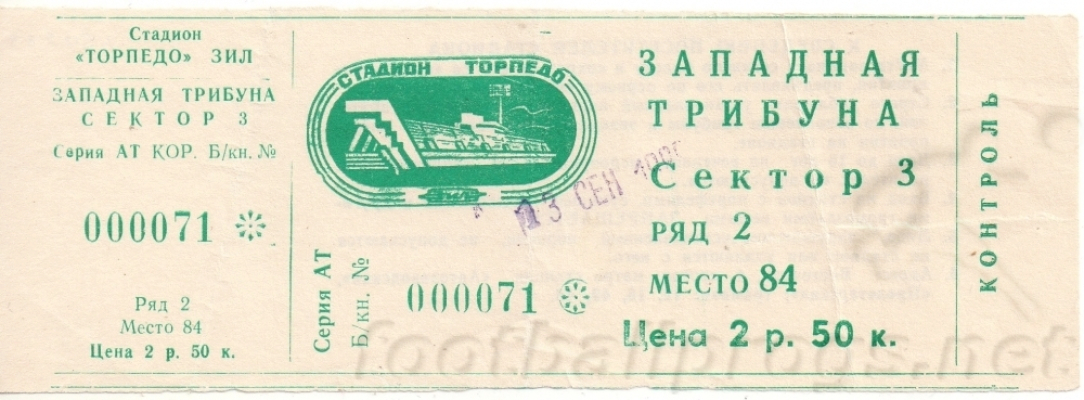 Стадион
"ТОРПЕДО" ЗИЛ
ЗАПАДНАЯ ТРИБУНА
СЕКТОР 3
Серия АТ КОР. Б/кн. №
000071
Ряд 2
Место 84
Цена 2 р. 50 к.
СТАДИОН ТОРПЕДО
Серия АТ
Б/кн. №
000071
СЕН
ЗАПАДНАЯ
ТРИБУНА
Сектор 3
РЯД 2
МЕСТО 84
Цена 2 р. 50 к.
КОНТРОЛЬ
footballprogz.net